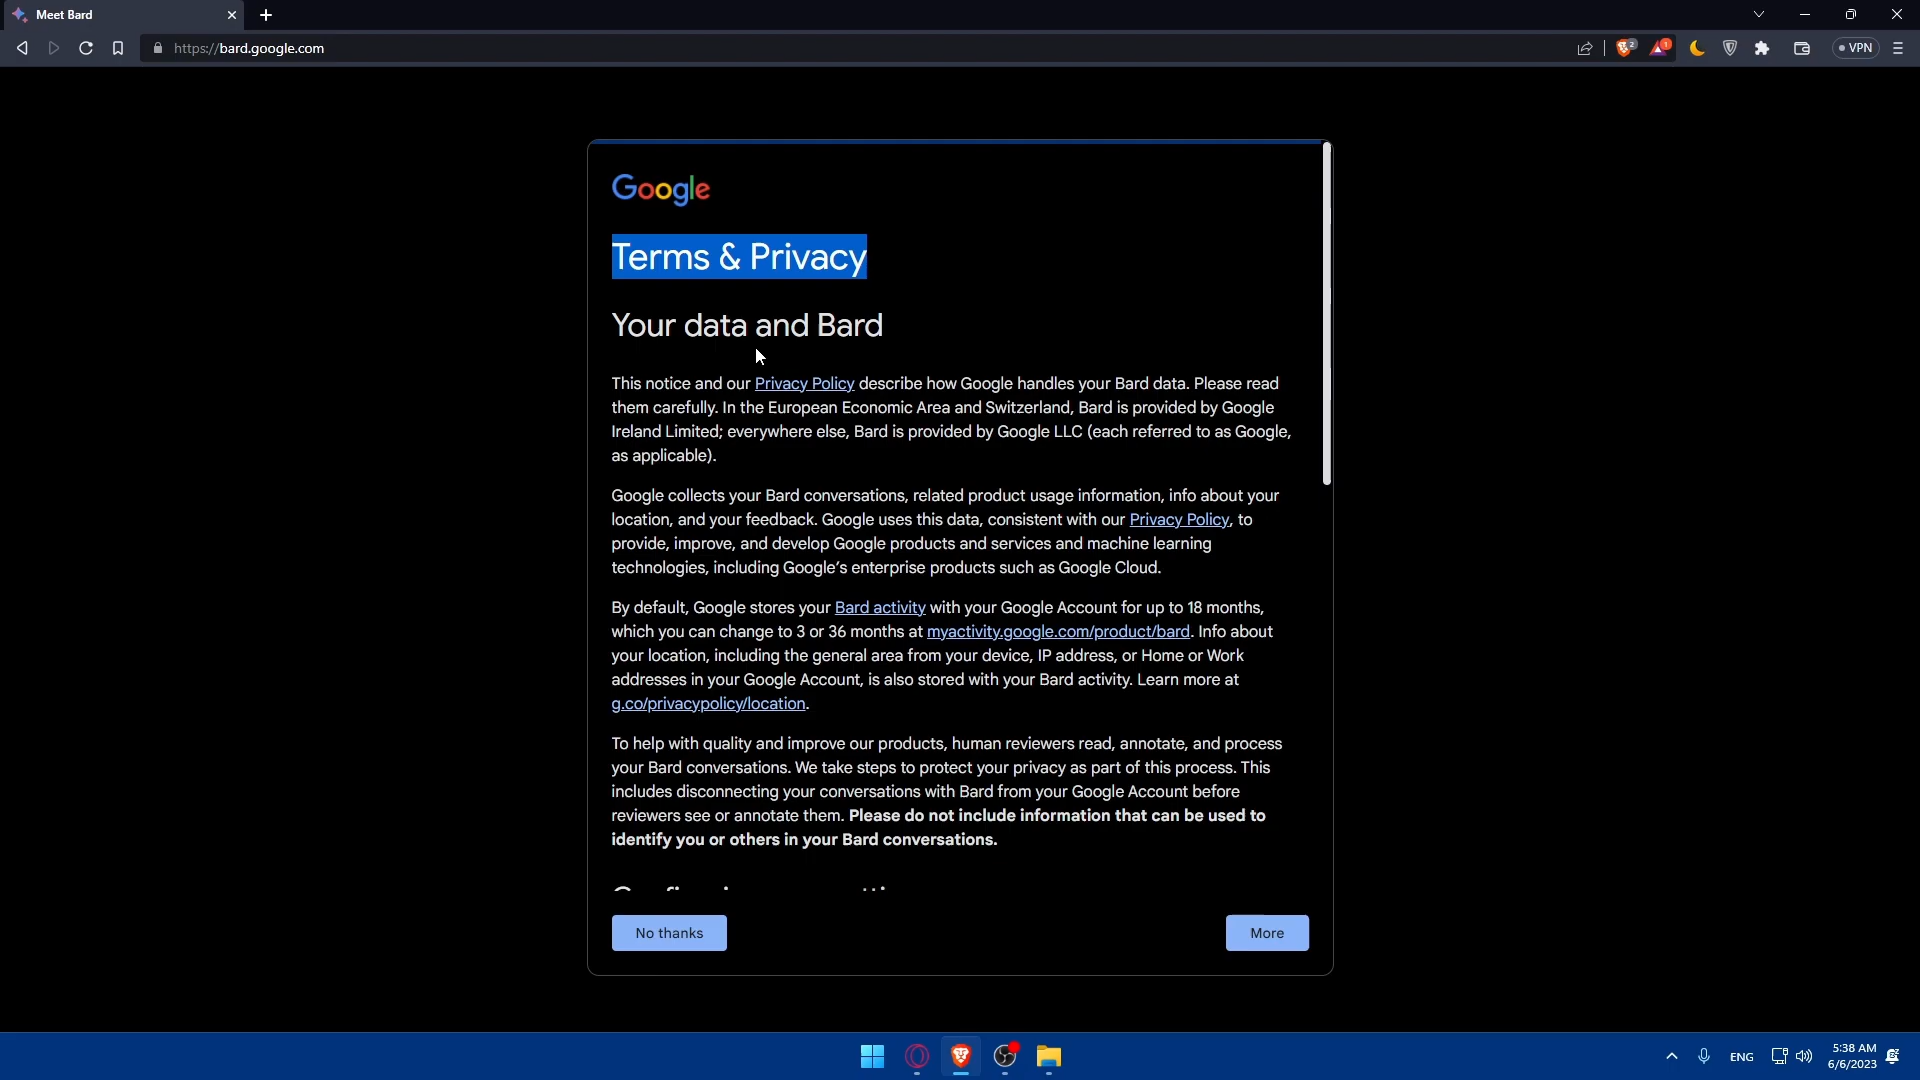 Meet Bard
https://bard.google.com
2
1
VPN
Google
Terms & Privacy
Your data and Bard
This notice and our Privacy Policy describe how Google handles your Bard data. Please read
them carefully. In the European Economic Area and Switzerland, Bard is provided by Google
Ireland Limited; everywhere else, Bard is provided by Google LLC (each referred to as Google,
as applicable).
Google collects your Bard conversations, related product usage information, info about your
location, and your feedback. Google uses this data, consistent with our Privacy Policy, to
provide, improve, and develop Google products and services and machine learning
technologies, including Google’s enterprise products such as Google Cloud.
By default, Google stores your Bard activity with your Google Account for up to 18 months,
which you can change to 3 or 36 months at myactivity.google.com/product/bard. Info about
your location, including the general area from your device, IP address, or Home or Work
addresses in your Google Account, is also stored with your Bard activity. Learn more at
g.co/privacypolicy/location.
To help with quality and improve our products, human reviewers read, annotate, and process
your Bard conversations. We take steps to protect your privacy as part of this process. This
includes disconnecting your conversations with Bard from your Google Account before
reviewers see or annotate them. Please do not include information that can be used to
identify you or others in your Bard conversations.
No thanks
More
ENG
5:38 AM
6/6/2023